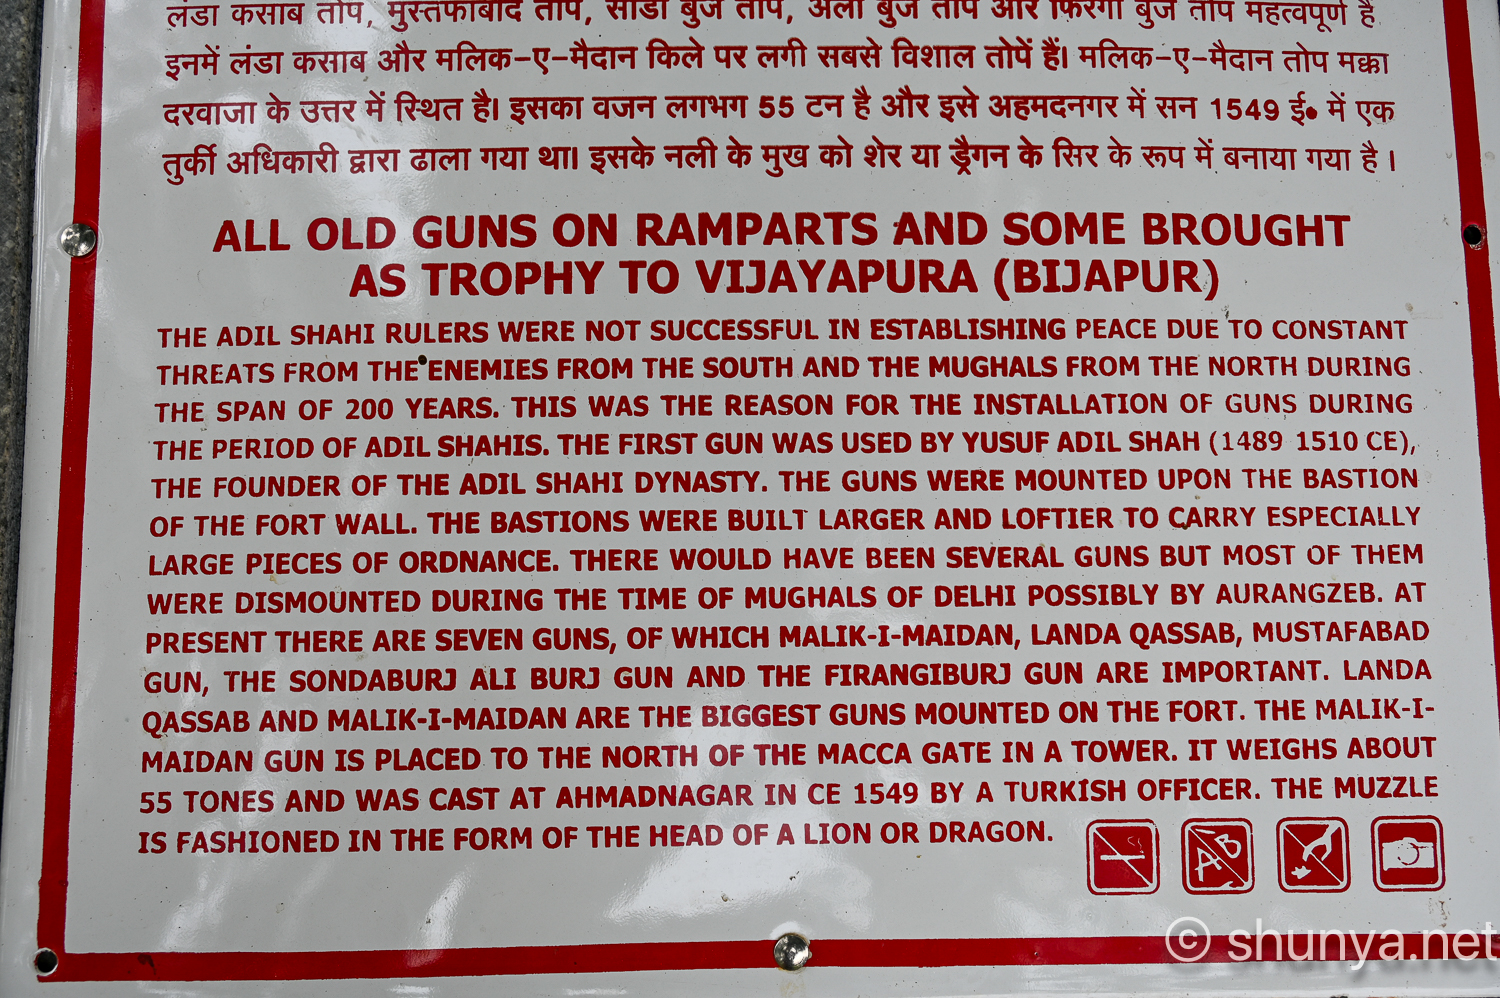 लंडा कसाब तोप, मुस्तफाबाद तोप, सोंडा बुर्ज तोप, अली बुर्ज तोप और फिरंगी बुर्ज तोप महत्वपूर्ण है
इनमें लंडा कसाब और मलिक-ए-मैदान किले पर लगी सबसे विशाल तोपें हैं। मलिक-ए-मैदान तोप मक्का
दरवाजा के उत्तर में स्थित है। इसका वजन लगभग 55 टन है और इसे अहमदनगर में सन 1549 ई० में एक
तुर्की अधिकारी द्वारा ढाला गया था। इसके नली के मुख को शेर या ड्रैगन के सिर के रूप में बनाया गया है ।
ALL OLD GUNS ON RAMPARTS AND SOME BROUGHT
AS TROPHY TO VIJAYAPURA (BIJAPUR)
THE ADIL SHAHI RULERS WERE NOT SUCCESSFUL IN ESTABLISHING PEACE DUE TO CONSTANT
THREATS FROM THE ENEMIES FROM THE SOUTH AND THE MUGHALS FROM THE NORTH DURING
THE SPAN OF 200 YEARS. THIS WAS THE REASON FOR THE INSTALLATION OF GUNS DURING
THE PERIOD OF ADIL SHAHIS. THE FIRST GUN WAS USED BY YUSUF ADIL SHAH (1489 1510 CE),
THE FOUNDER OF THE ADIL SHAHI DYNASTY. THE GUNS WERE MOUNTED UPON THE BASTION
OF THE FORT WALL. THE BASTIONS WERE BUILT LARGER AND LOFTIER TO CARRY ESPECIALLY
LARGE PIECES OF ORDNANCE. THERE WOULD HAVE BEEN SEVERAL GUNS BUT MOST OF THEM
WERE DISMOUNTED DURING THE TIME OF MUGHALS OF DELHI POSSIBLY BY AURANGZEB. AT
PRESENT THERE ARE SEVEN GUNS, OF WHICH MALIK-I-MAIDAN, LANDA QASSAB, MUSTAFABAD
GUN, THE SONDABURJ ALI BURJ GUN AND THE FIRANGIBURJ GUN ARE IMPORTANT. LANDA
QASSAB AND MALIK-I-MAIDAN ARE THE BIGGEST GUNS MOUNTED ON THE FORT. THE MALIK-I-
MAIDAN GUN IS PLACED TO THE NORTH OF THE MACCA GATE IN A TOWER. IT WEIGHS ABOUT
55 TONES AND WAS CAST AT AHMADNAGAR IN CE 1549 BY A TURKISH OFFICER. THE MUZZLE
IS FASHIONED IN THE FORM OF THE HEAD OF A LION OR DRAGON.
AB
© shunya.net